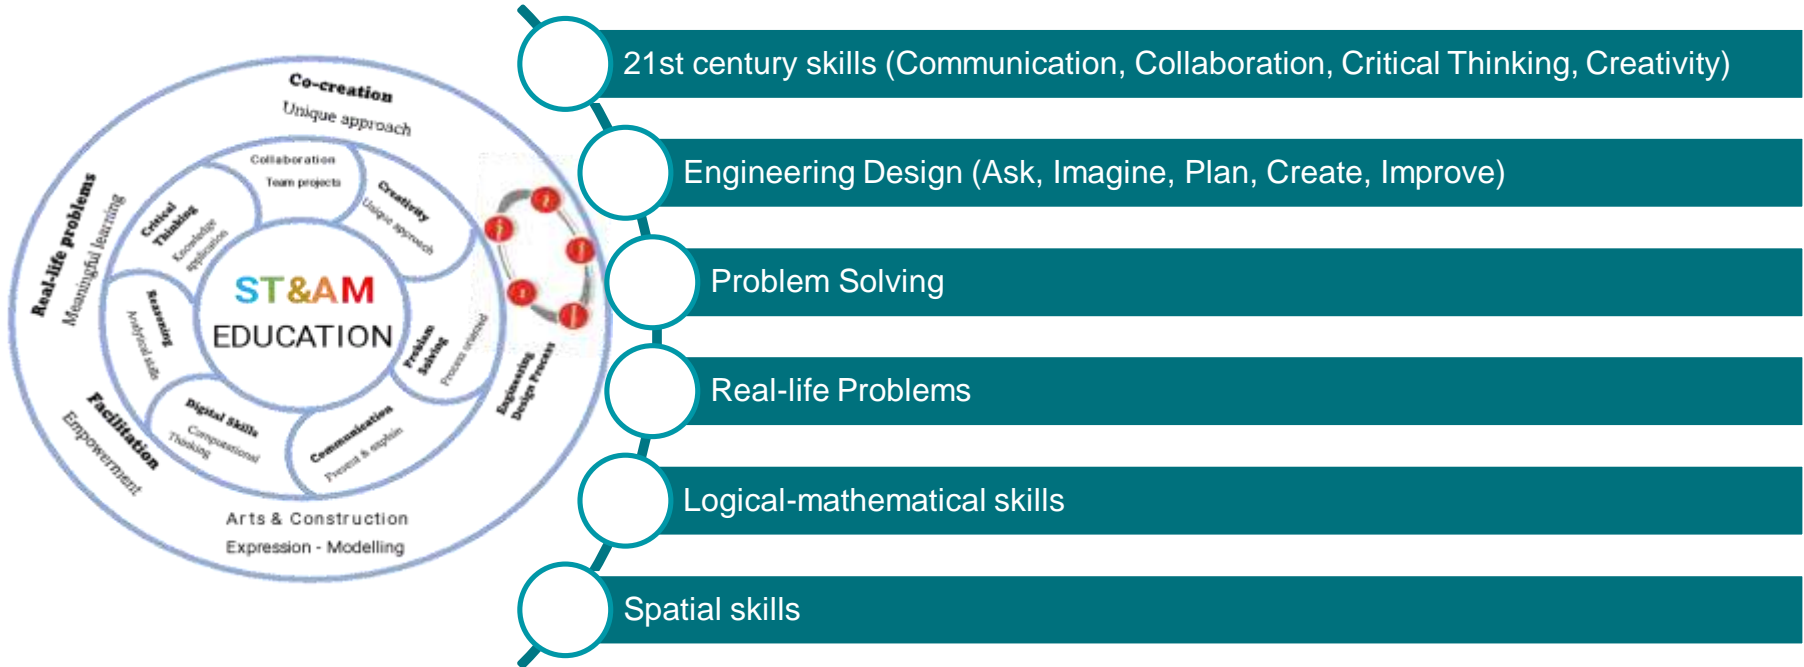 Co-creation
Unique approach
Collaboration
Team projects
Creativity
Unique approach
Critical
Thinking
Knowledge
application
Real-life problems
Meaningful learning
ST&AM
EDUCATION
Reasoning
Analytical skills
Problem
Solving
Process oriented
Engineering
Design Process
Digital Skills
Computational
Thinking
Communication
Present & explain
Facilitation
Empowerment
Arts & Construction
Expression - Modelling
21st century skills (Communication, Collaboration, Critical Thinking, Creativity)
Engineering Design (Ask, Imagine, Plan, Create, Improve)
Problem Solving
Real-life Problems
Logical-mathematical skills
Spatial skills